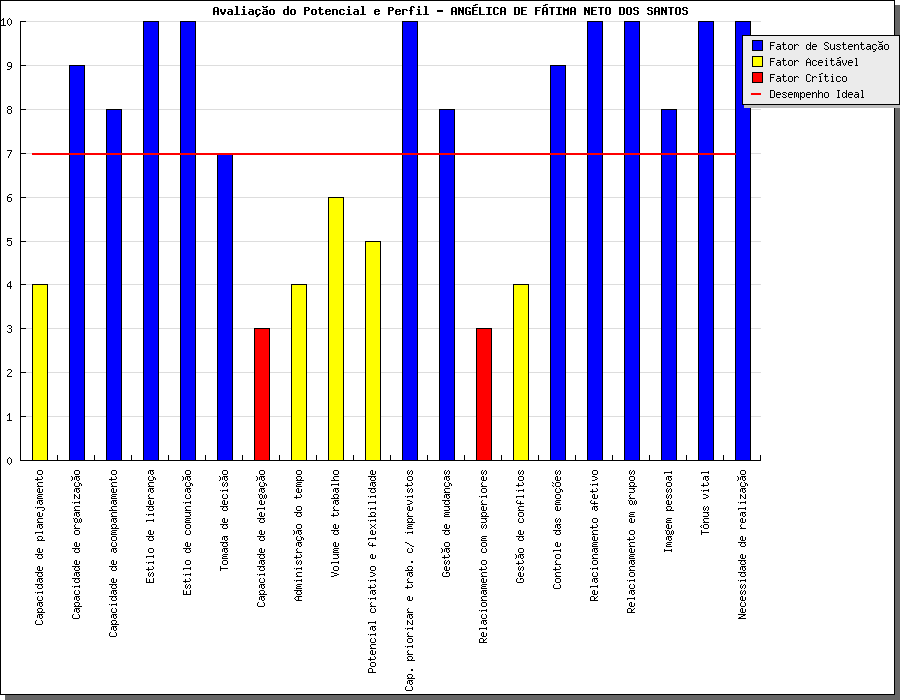 Avaliação do Potencial e Perfil - ANGÉLICA DE FÁTIMA NETO DOS SANTOS
Fator de Sustentação
Fator Aceitável
Fator Crítico
Desempenho Ideal
10
9
8
7
6
5
4
3
2
1
0
Capacidade de planejamento
Capacidade de organização
Capacidade de acompanhamento
Estilo de liderança
Estilo de comunicação
Tomada de decisão
Capacidade de delegação
Administração do tempo
Volume de trabalho
Potencial criativo e flexibilidade
Cap. priorizar e trab. c/ imprevistos
Gestão de mudanças
Relacionamento com superiores
Gestão de conflitos
Controle das emoções
Relacionamento afetivo
Relacionamento em grupos
Imagem pessoal
Tônus vital
Necessidade de realização